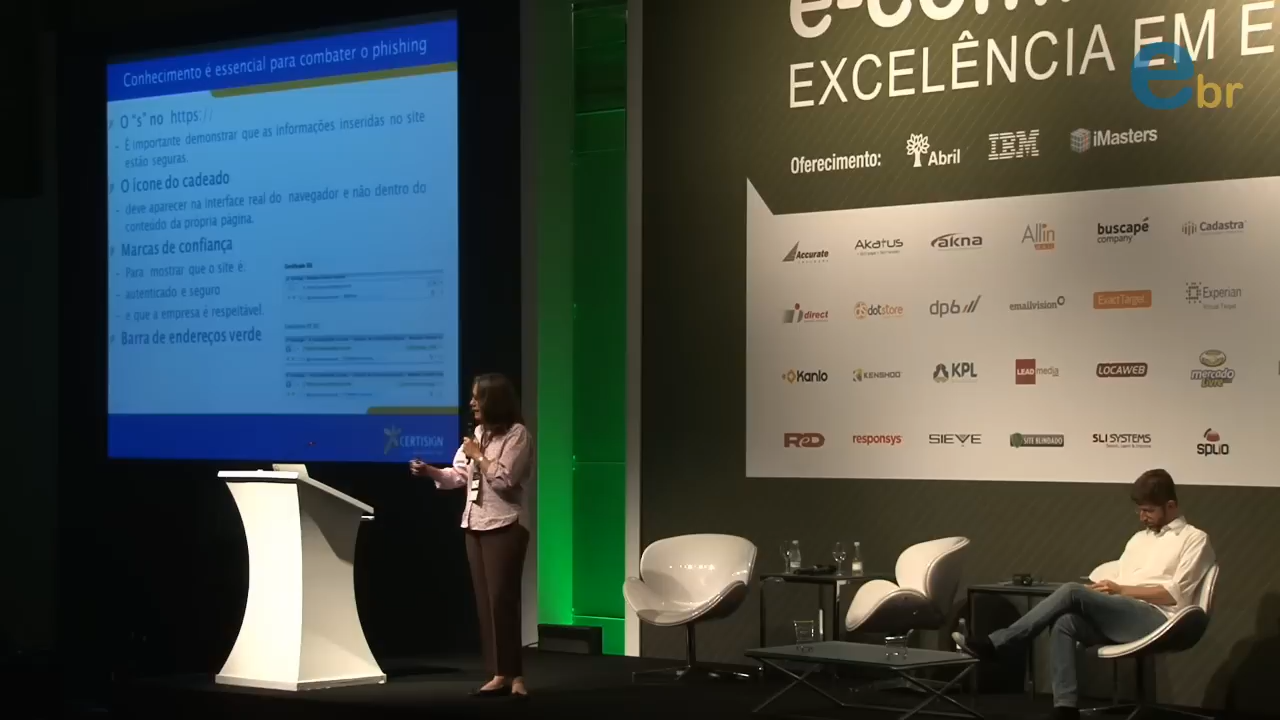 Conhecimento é essencial para combater o phishing
O "s" no https://
- É importante demonstrar que as informações inseridas no site
estão seguras.
O ícone do cadeado
- deve aparecer na interface real do navegador e não dentro do
conteúdo da propria página.
Marcas de confiança
- Para mostrar que o site é.
- autenticado e seguro
- e que a empresa é respeitável.
Barra de endereços verde
CERTISIGN
EXCELÊNCIA EM E
ebr
Oferecimento:
Abril
IBM
iMasters
Accurate
AKatus
akna
Allin
buscapé
company
Cadastra
direct
dotstore
dp6
emailvision
ExactTarget
Experian
Virtual Target
Kanlo
KENSHOO
KPL
LEAD media
LOCAWEB
mercado
livre
R&D
responsys
SIEVE
SITE BLINDADO
SLI SYSTEMS
splio